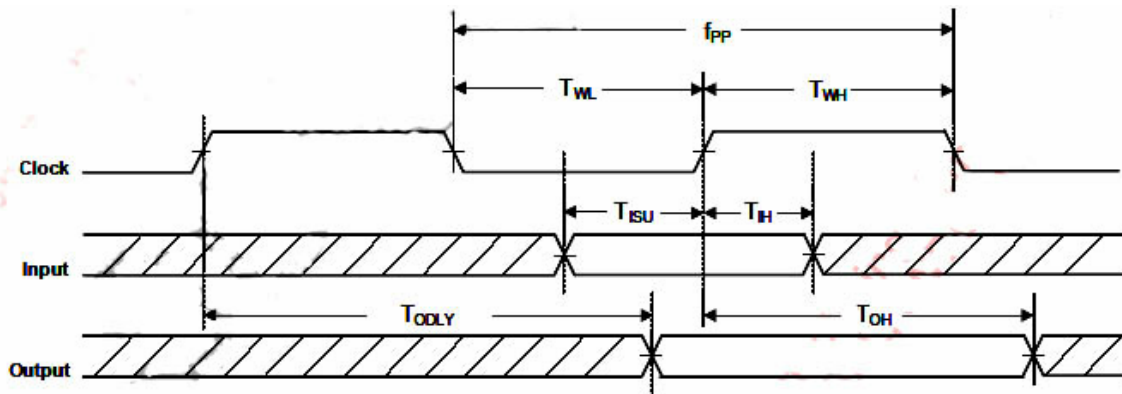 fPP
TWL TWH
Clock
TISU TIH
Input
TODLY TOH
Output